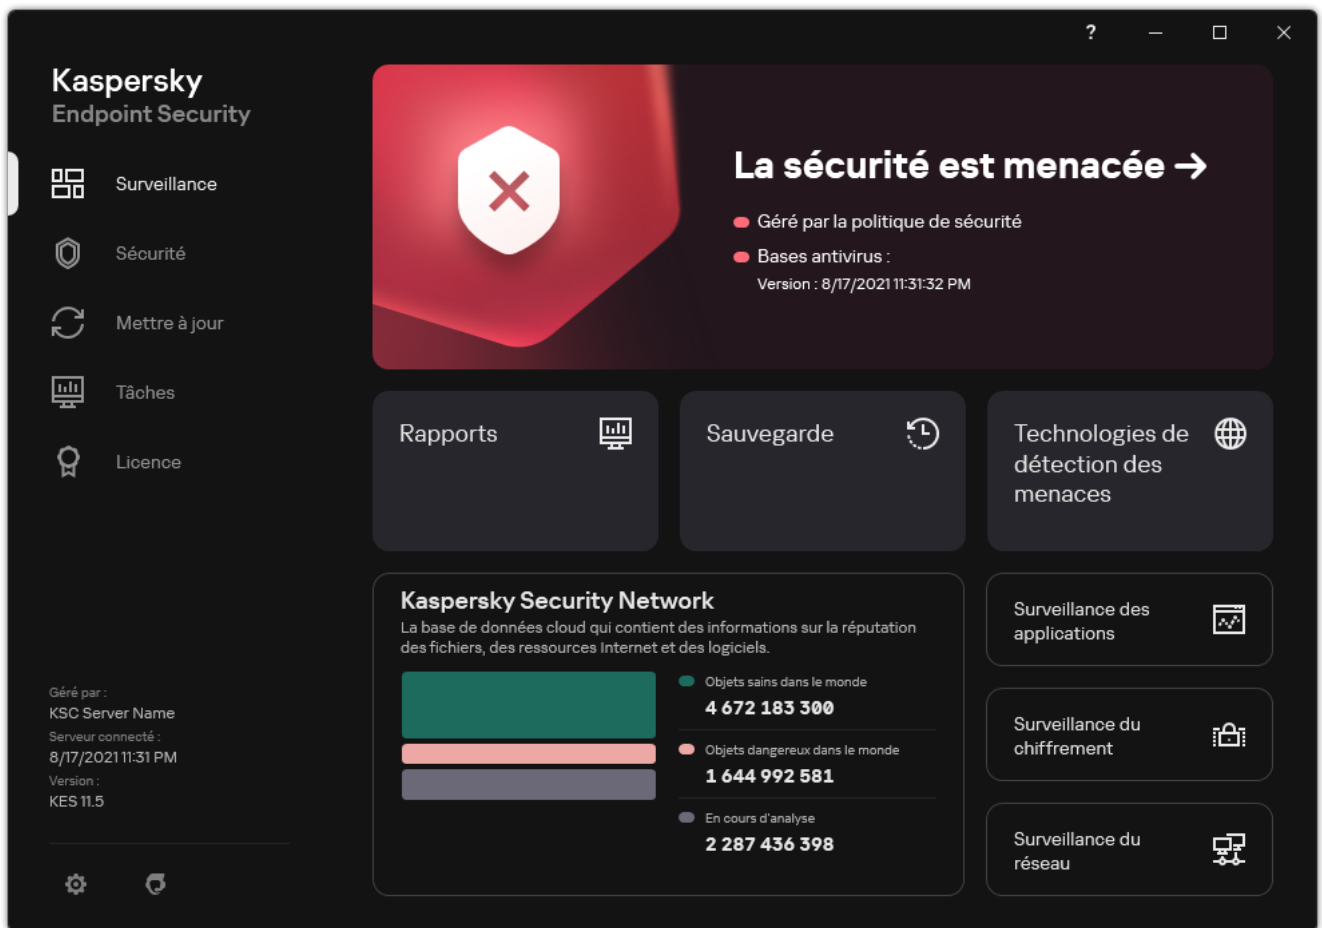 ?
Kaspersky
Endpoint Security
Surveillance
Sécurité
Mettre à jour
Tâches
Licence
Géré par :
KSC Server Name
Serveur connecté :
8/17/2021 11:31 PM
Version :
KES 11.5
La sécurité est menacée →
Géré par la politique de sécurité
Bases antivirus :
Version : 8/17/2021 11:31:32 PM
Rapports
Sauvegarde
Technologies de
détection des
menaces
Kaspersky Security Network
La base de données cloud qui contient des informations sur la réputation
des fichiers, des ressources Internet et des logiciels.
Objets sains dans le monde
4 672 183 300
Objets dangereux dans le monde
1 644 992 581
En cours d'analyse
2 287 436 398
Surveillance des
applications
Surveillance du
chiffrement
Surveillance du
réseau